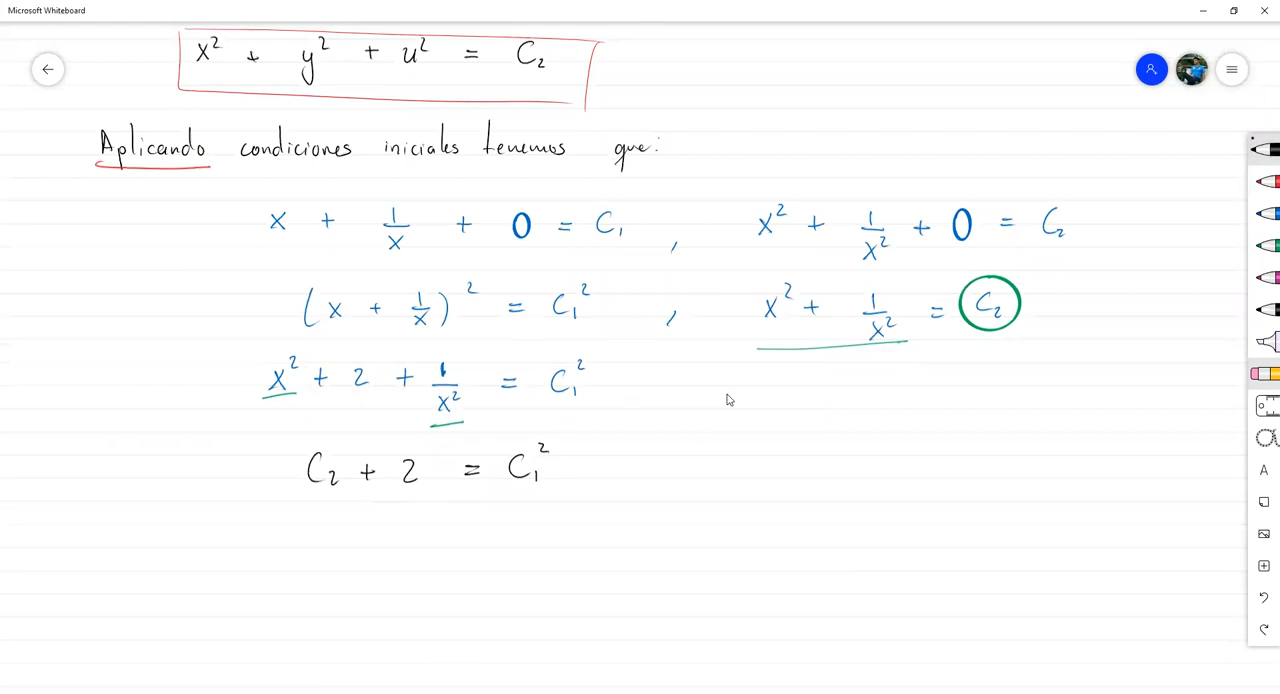 Microsoft Whiteboard
x² + y² + u² = C₂
Aplicando condiciones iniciales tenemos que:
x + 1/x + 0 = C₁ , x² + 1/x² + 0 = C₂
(x + 1/x)² = C₁² , x² + 1/x² = C₂
x² + 2 + 1/x² = C₁²
C₂ + 2 = C₁²
A